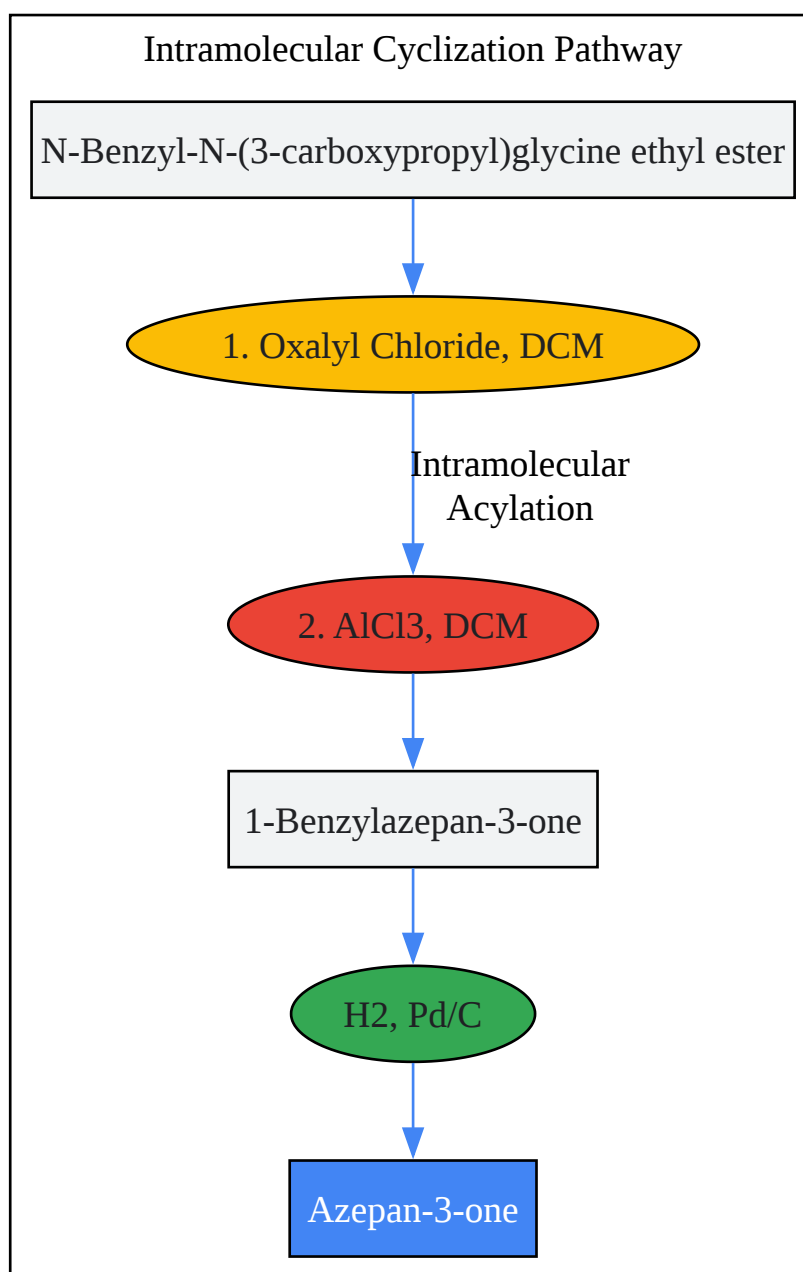 Intramolecular Cyclization Pathway
N-Benzyl-N-(3-carboxypropyl)glycine ethyl ester
1. Oxalyl Chloride, DCM
Intramolecular
Acylation
2. AlCl3, DCM
1-Benzylazepan-3-one
H2, Pd/C
Azepan-3-one